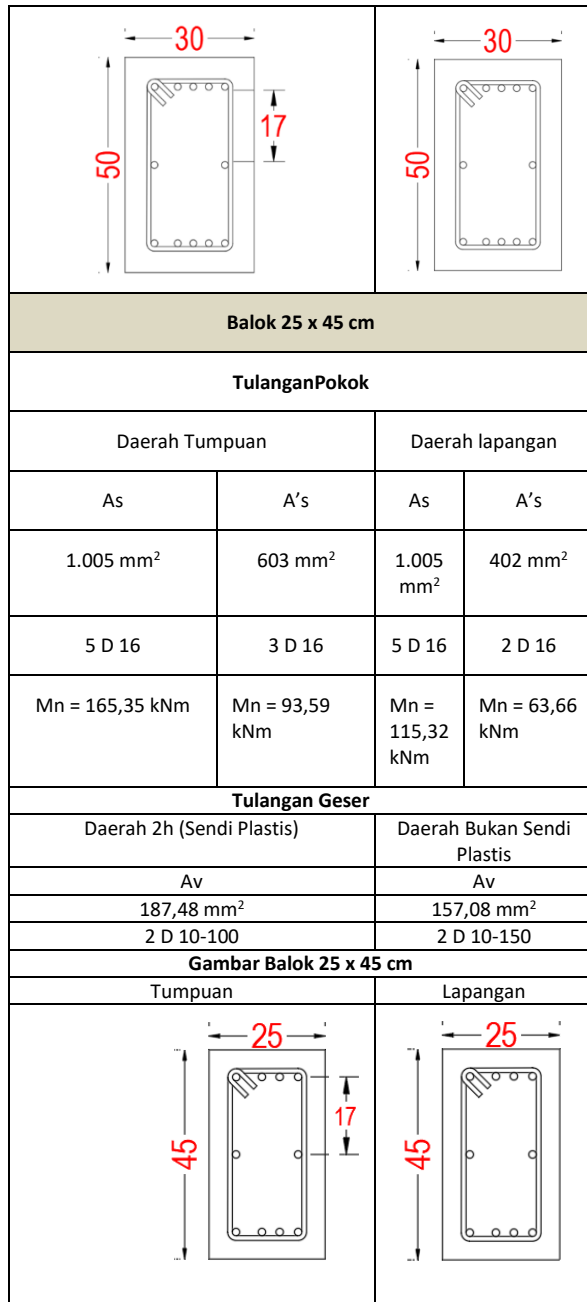 30
30
50
17
50
Balok 25 x 45 cm
TulanganPokok
Daerah Tumpuan
Daerah lapangan
As
A’s
As
A’s
1.005 mm²
603 mm²
1.005
mm²
402 mm²
5 D 16
3 D 16
5 D 16
2 D 16
Mn = 165,35 kNm
Mn = 93,59
kNm
Mn =
115,32
kNm
Mn = 63,66
kNm
Tulangan Geser
Daerah 2h (Sendi Plastis)
Daerah Bukan Sendi
Plastis
Av
Av
187,48 mm²
157,08 mm²
2 D 10-100
2 D 10-150
Gambar Balok 25 x 45 cm
Tumpuan
Lapangan
25
25
45
17
45